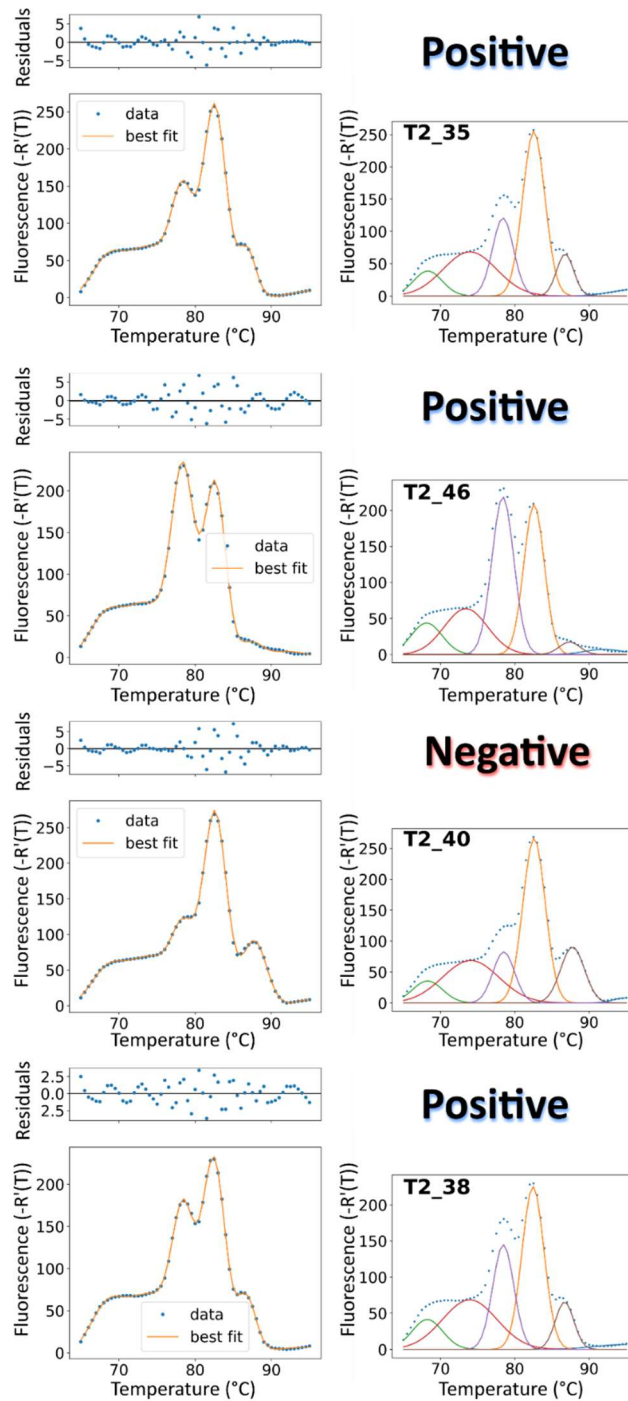 Residuals
5
0
−5
Positive
Fluorescence (-R'(T))
250
200
150
100
50
0
data
best fit
70
80
90
Temperature (°C)
T2_35
Fluorescence (-R'(T))
250
200
150
100
50
0
70
80
90
Temperature (°C)
Residuals
5
0
−5
Positive
Fluorescence (-R'(T))
200
150
100
50
0
data
best fit
70
80
90
Temperature (°C)
T2_46
Fluorescence (-R'(T))
200
150
100
50
0
70
80
90
Temperature (°C)
Residuals
5
0
−5
Negative
Fluorescence (-R'(T))
250
200
150
100
50
0
data
best fit
70
80
90
Temperature (°C)
T2_40
Fluorescence (-R'(T))
250
200
150
100
50
0
70
80
90
Temperature (°C)
Residuals
2.5
0.0
2.5
Positive
Fluorescence (-R'(T))
200
150
100
50
0
data
best fit
70
80
90
Temperature (°C)
T2_38
Fluorescence (-R'(T))
200
150
100
50
0
70
80
90
Temperature (°C)